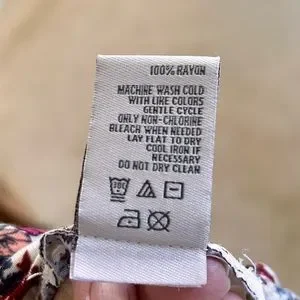 100% RAYON
MACHINE WASH COLD
WITH LIKE COLORS
GENTLE CYCLE
ONLY NON-CHLORINE
BLEACH WHEN NEEDED
LAY FLAT TO DRY
COOL IRON IF
NECESSARY
DO NOT DRY CLEAN